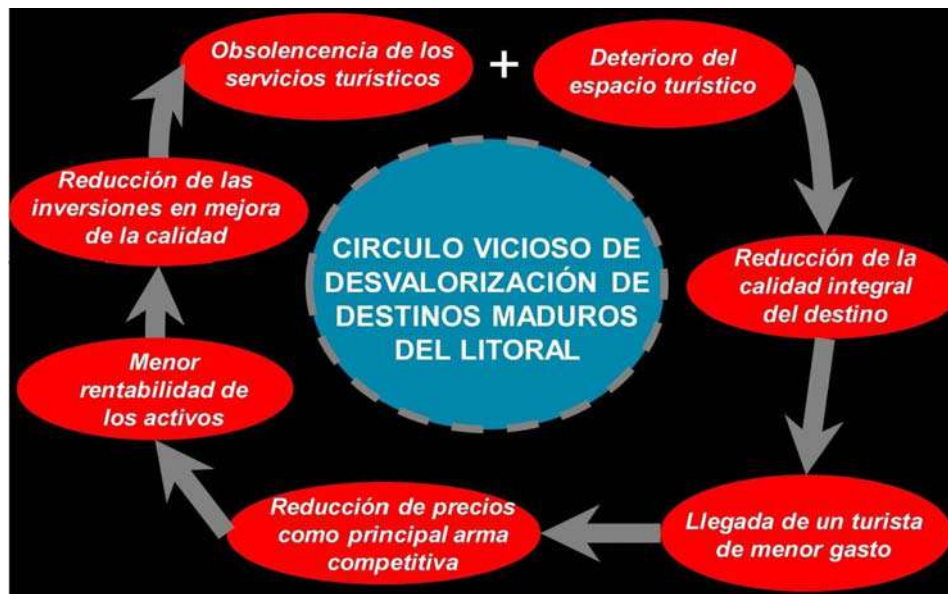 Obsolencencia de los
servicios turísticos
+
Deterioro del
espacio turístico
Reducción de las
inversiones en mejora
de la calidad
CIRCULO VICIOSO DE
DESVALORIZACIÓN DE
DESTINOS MADUROS
DEL LITORAL
Reducción de la
calidad integral
del destino
Menor
rentabilidad de
los activos
Reducción de precios
como principal arma
competitiva
Llegada de un turista
de menor gasto